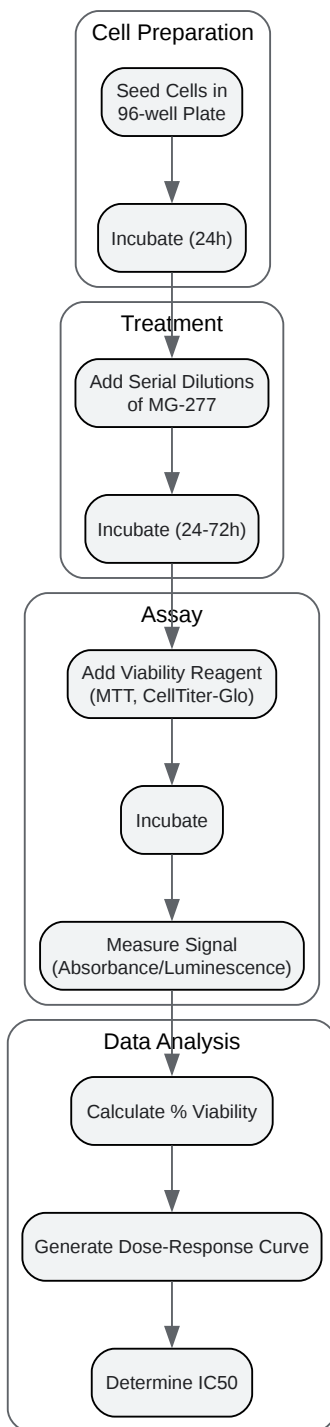 Cell Preparation
Seed Cells in
96-well Plate
Incubate (24h)
Treatment
Add Serial Dilutions
of MG-277
Incubate (24-72h)
Assay
Add Viability Reagent
(MTT, CellTiter-Glo)
Incubate
Measure Signal
(Absorbance/Luminescence)
Data Analysis
Calculate % Viability
Generate Dose-Response Curve
Determine IC50